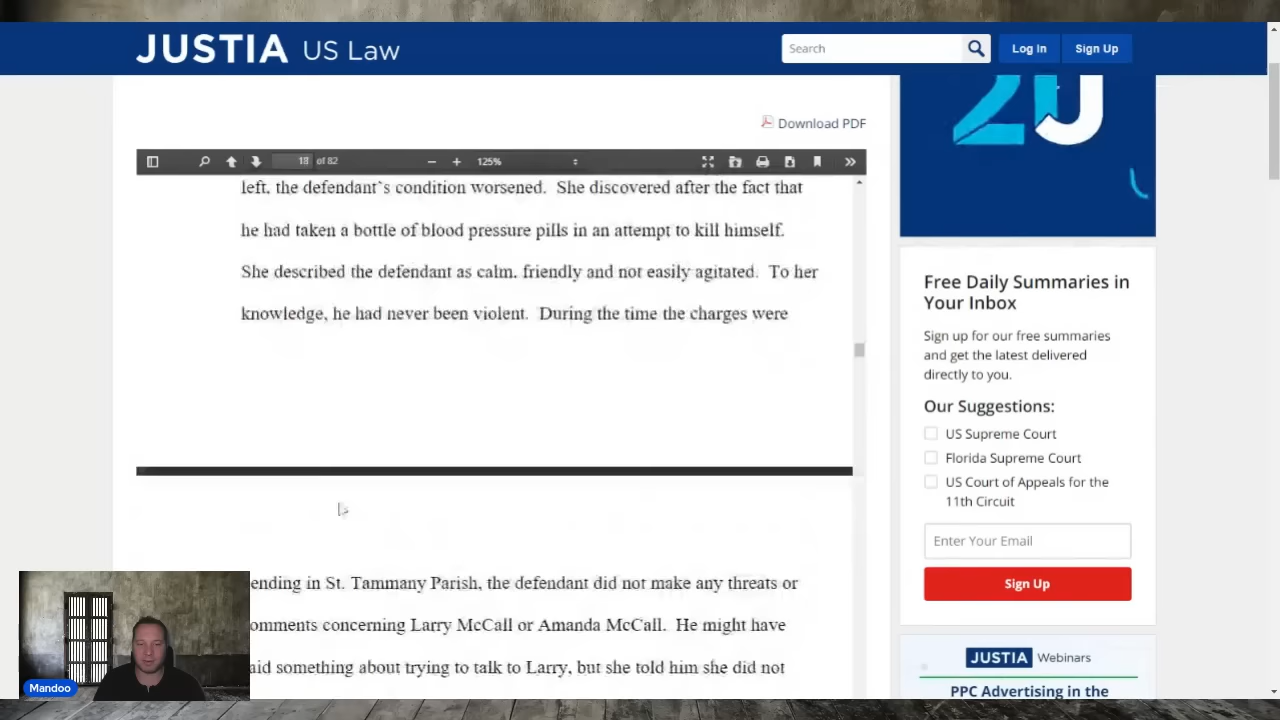 JUSTIA US Law
Search
Log In
Sign Up
Download PDF
18 of 82
125%
left, the defendant`s condition worsened. She discovered after the fact that
he had taken a bottle of blood pressure pills in an attempt to kill himself.
She described the defendant as calm, friendly and not easily agitated. To her
knowledge, he had never been violent. During the time the charges were
ending in St. Tammany Parish, the defendant did not make any threats or
omments concerning Larry McCall or Amanda McCall. He might have
aid something about trying to talk to Larry, but she told him she did not
Mandoo
20
Free Daily Summaries in
Your Inbox
Sign up for our free summaries
and get the latest delivered
directly to you.
Our Suggestions:
US Supreme Court
Florida Supreme Court
US Court of Appeals for the
11th Circuit
Enter Your Email
Sign Up
JUSTIA Webinars
PPC Advertising in the